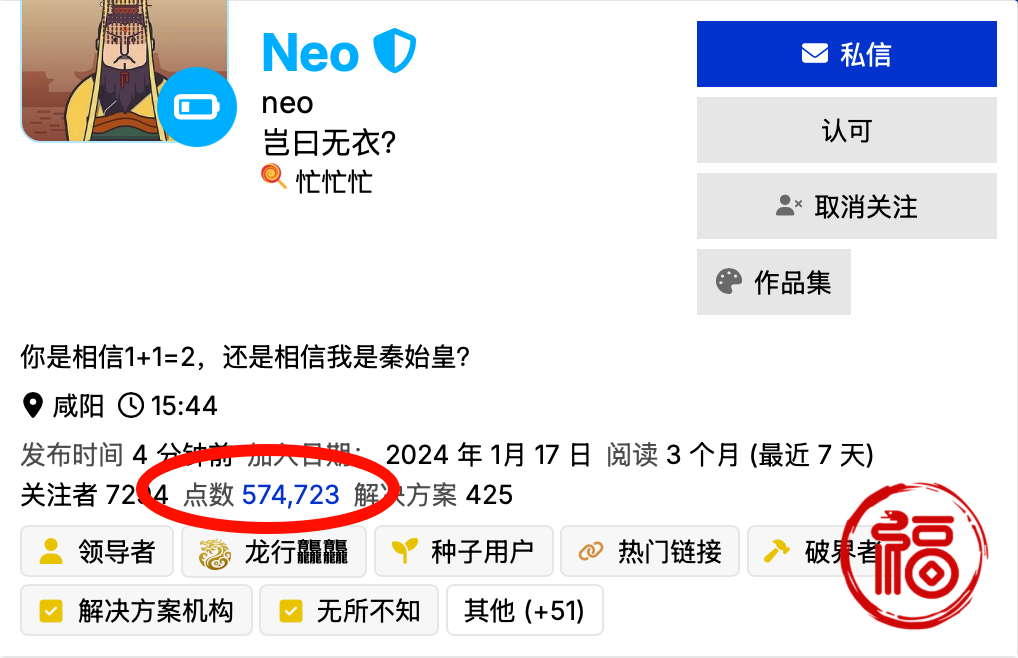 Neo
neo
岂曰无衣?
忙忙忙
私信
认可
取消关注
作品集
你是相信1+1=2，还是相信我是秦始皇?
咸阳 15:44
发布时间 4 分钟前 加入日期： 2024 年 1月 17 日 阅读 3 个月 (最近 7 天)
关注者 7294 点数 574,723 解决方案 425
领导者 龙行龘龘 种子用户 热门链接 破界者
解决方案机构 无所不知 其他 (+51)
福